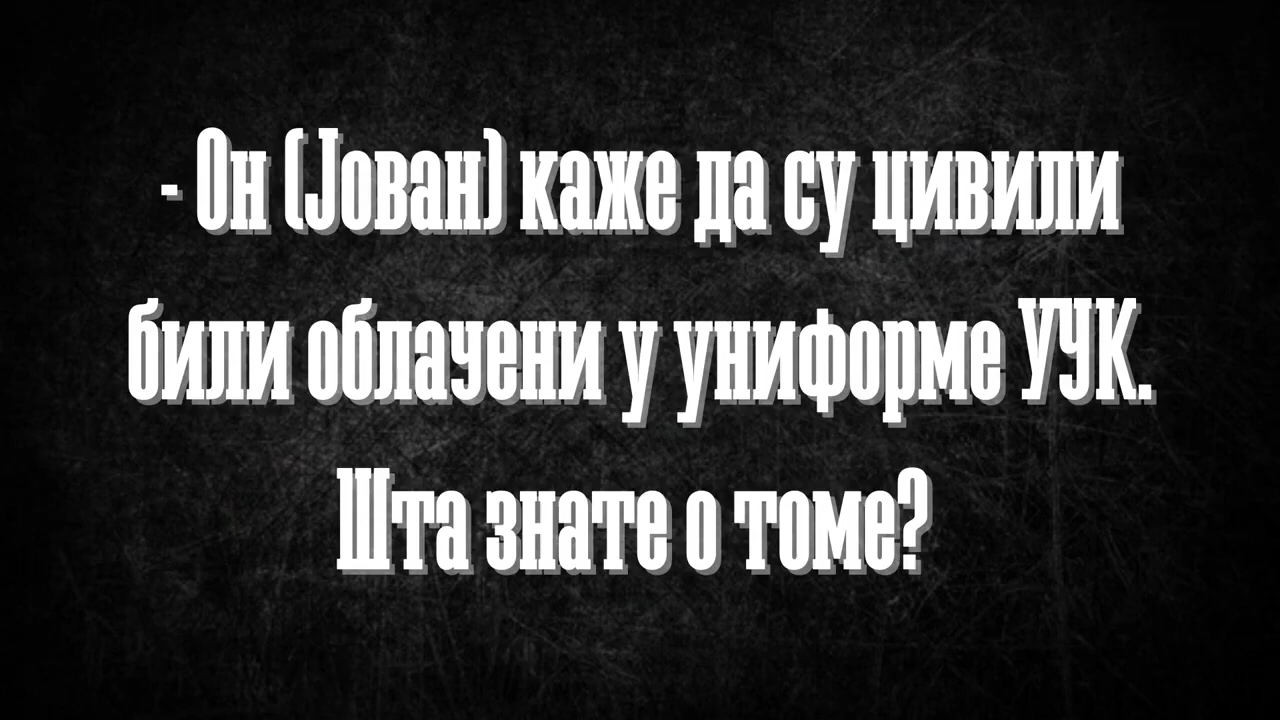 - Он (Јован) каже да су цивили
били облачени у униформе УЧК.
Шта знате о томе?